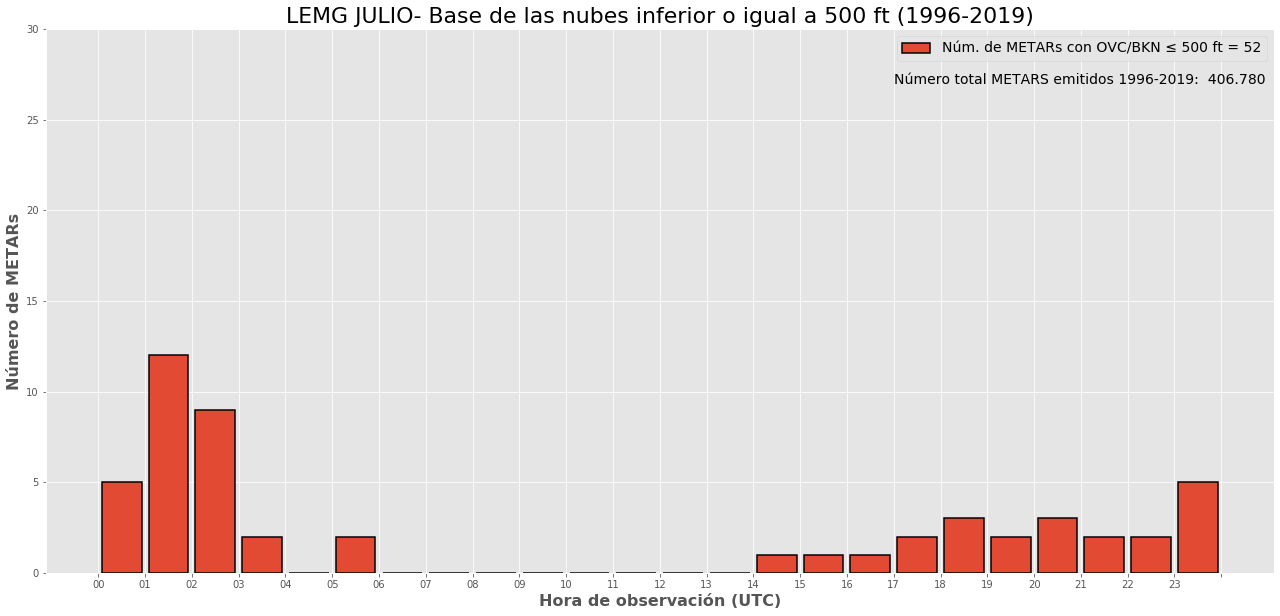 LEMG JULIO- Base de las nubes inferior o igual a 500 ft (1996-2019)
Núm. de METARs con OVC/BKN ≤ 500 ft = 52
Número total METARS emitidos 1996-2019: 406.780
Número de METARs
30
25
20
15
10
5
0
00 01 02 03 04 05 06 07 08 09 10 11 12 13 14 15 16 17 18 19 20 21 22 23
Hora de observación (UTC)